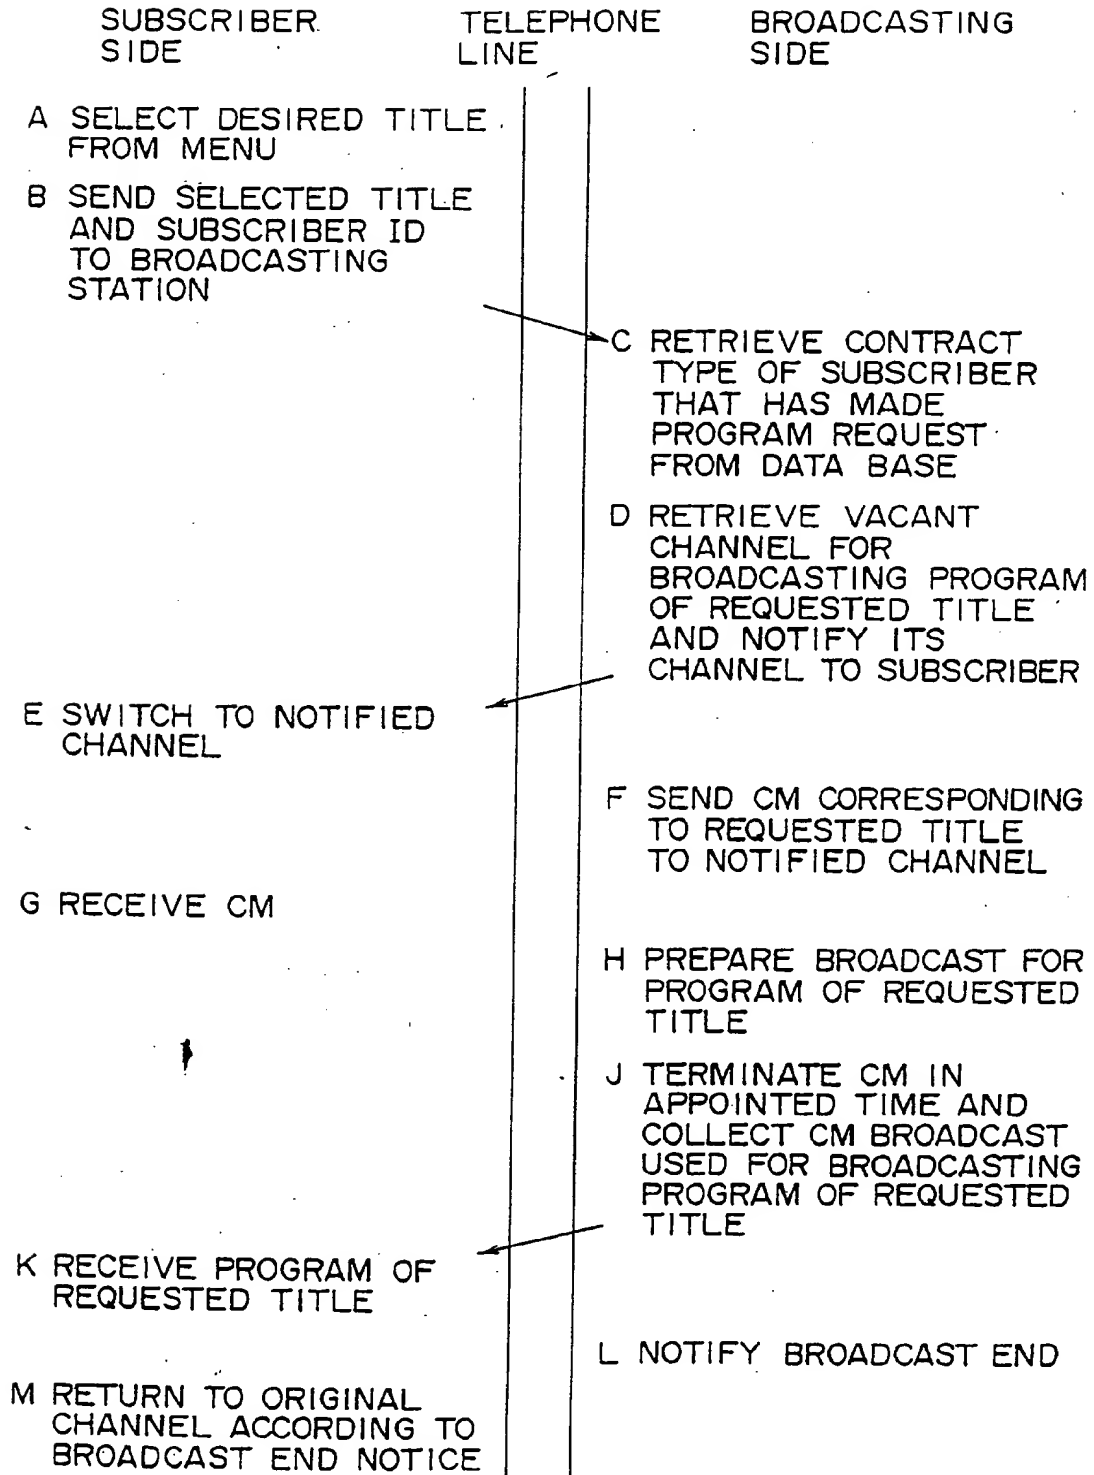 SUBSCRIBER SIDE
TELEPHONE LINE
BROADCASTING SIDE
A SELECT DESIRED TITLE
FROM MENU
B SEND SELECTED TITLE
AND SUBSCRIBER ID
TO BROADCASTING
STATION
C RETRIEVE CONTRACT
TYPE OF SUBSCRIBER
THAT HAS MADE
PROGRAM REQUEST
FROM DATA BASE
D RETRIEVE VACANT
CHANNEL FOR
BROADCASTING PROGRAM
OF REQUESTED TITLE
AND NOTIFY ITS
CHANNEL TO SUBSCRIBER
E SWITCH TO NOTIFIED
CHANNEL
F SEND CM CORRESPONDING
TO REQUESTED TITLE
TO NOTIFIED CHANNEL
G RECEIVE CM
H PREPARE BROADCAST FOR
PROGRAM OF REQUESTED
TITLE
J TERMINATE CM IN
APPOINTED TIME AND
COLLECT CM BROADCAST
USED FOR BROADCASTING
PROGRAM OF REQUESTED
TITLE
K RECEIVE PROGRAM OF
REQUESTED TITLE
L NOTIFY BROADCAST END
M RETURN TO ORIGINAL
CHANNEL ACCORDING TO
BROADCAST END NOTICE